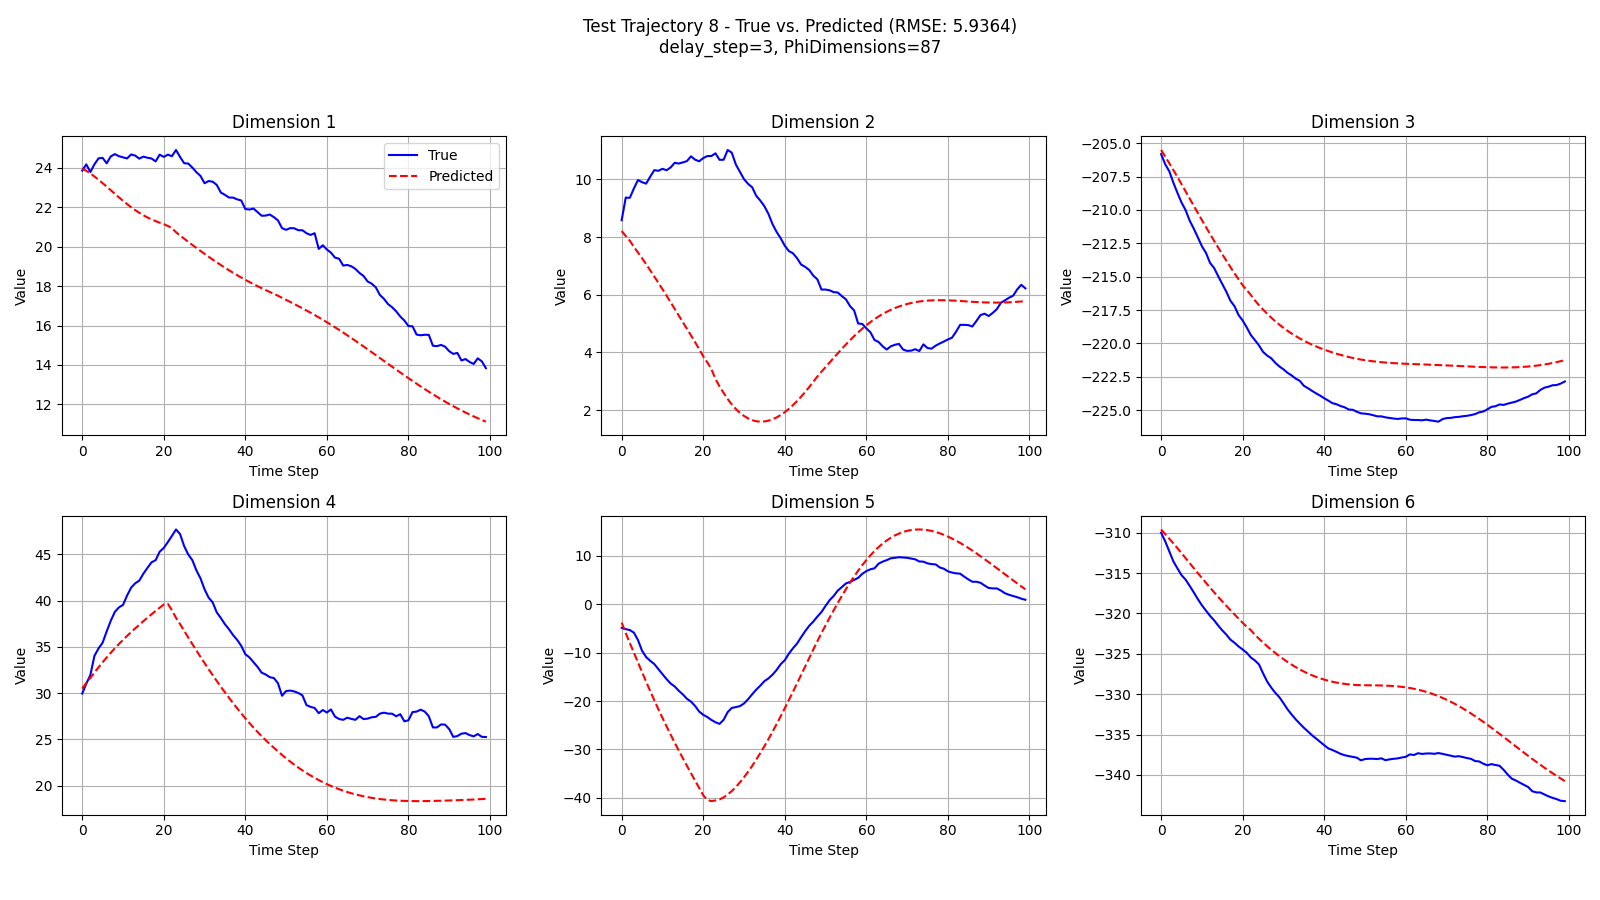 Test Trajectory 8 - True vs. Predicted (RMSE: 5.9364)
delay_step=3, PhiDimensions=87
Dimension 1
Value
24
22
20
18
16
14
12
0 20 40 60 80 100
Time Step
True
Predicted
Dimension 2
Value
10
8
6
4
2
0 20 40 60 80 100
Time Step
Dimension 3
Value
−205.0
−207.5
−210.0
−212.5
−215.0
−217.5
−220.0
−222.5
−225.0
0 20 40 60 80 100
Time Step
Dimension 4
Value
45
40
35
30
25
20
0 20 40 60 80 100
Time Step
Dimension 5
Value
10
0
−10
−20
−30
−40
0 20 40 60 80 100
Time Step
Dimension 6
Value
−310
−315
−320
−325
−330
−335
−340
0 20 40 60 80 100
Time Step